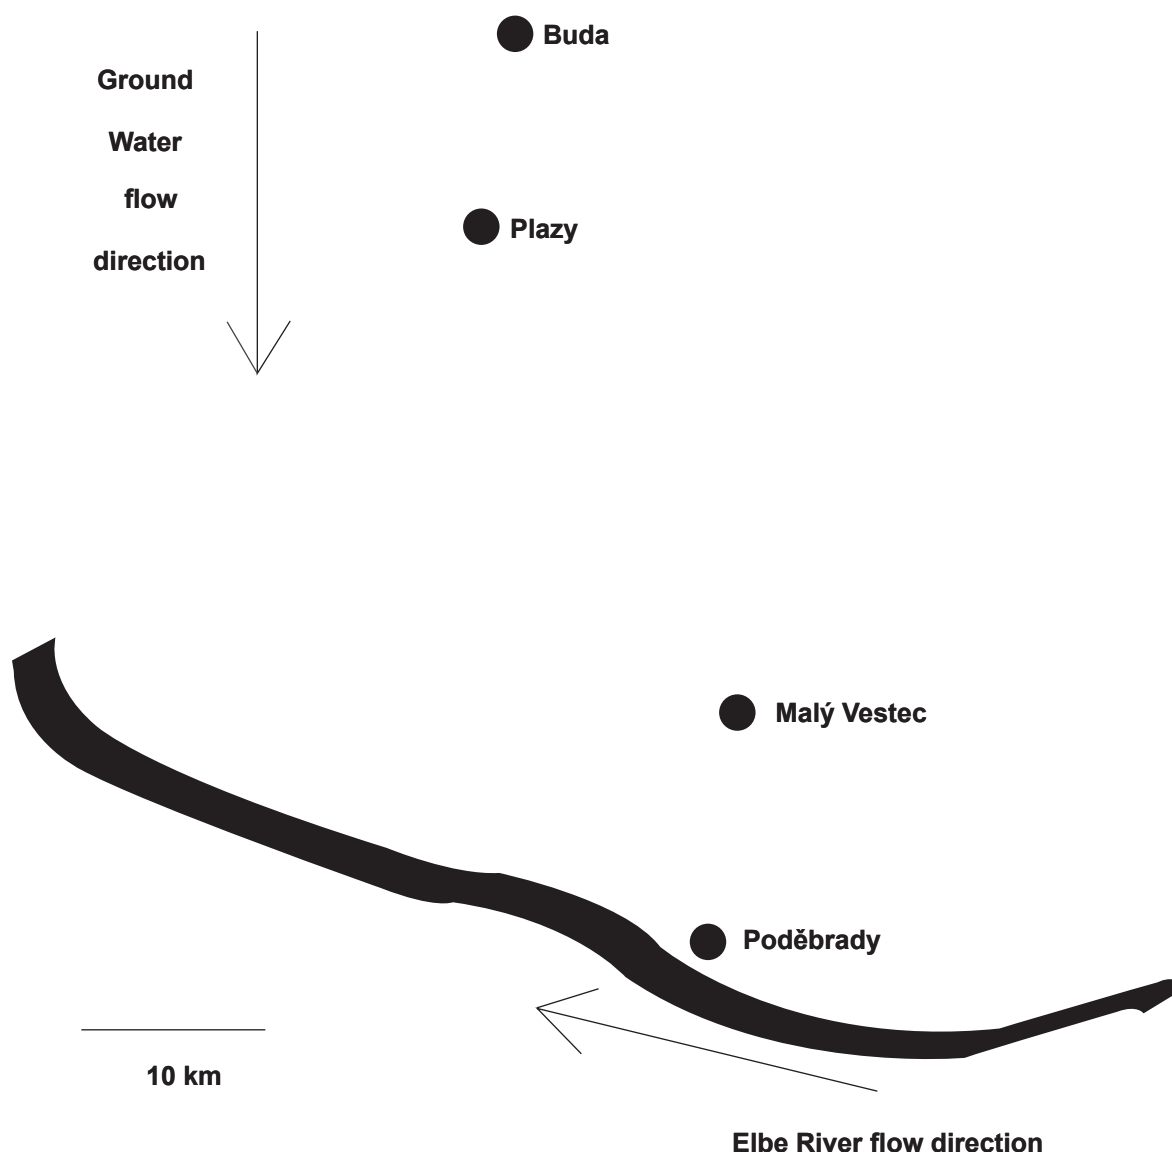 Buda
Ground
Water
flow
direction
Plazy
Malý Vestec
Poděbrady
10 km
Elbe River flow direction